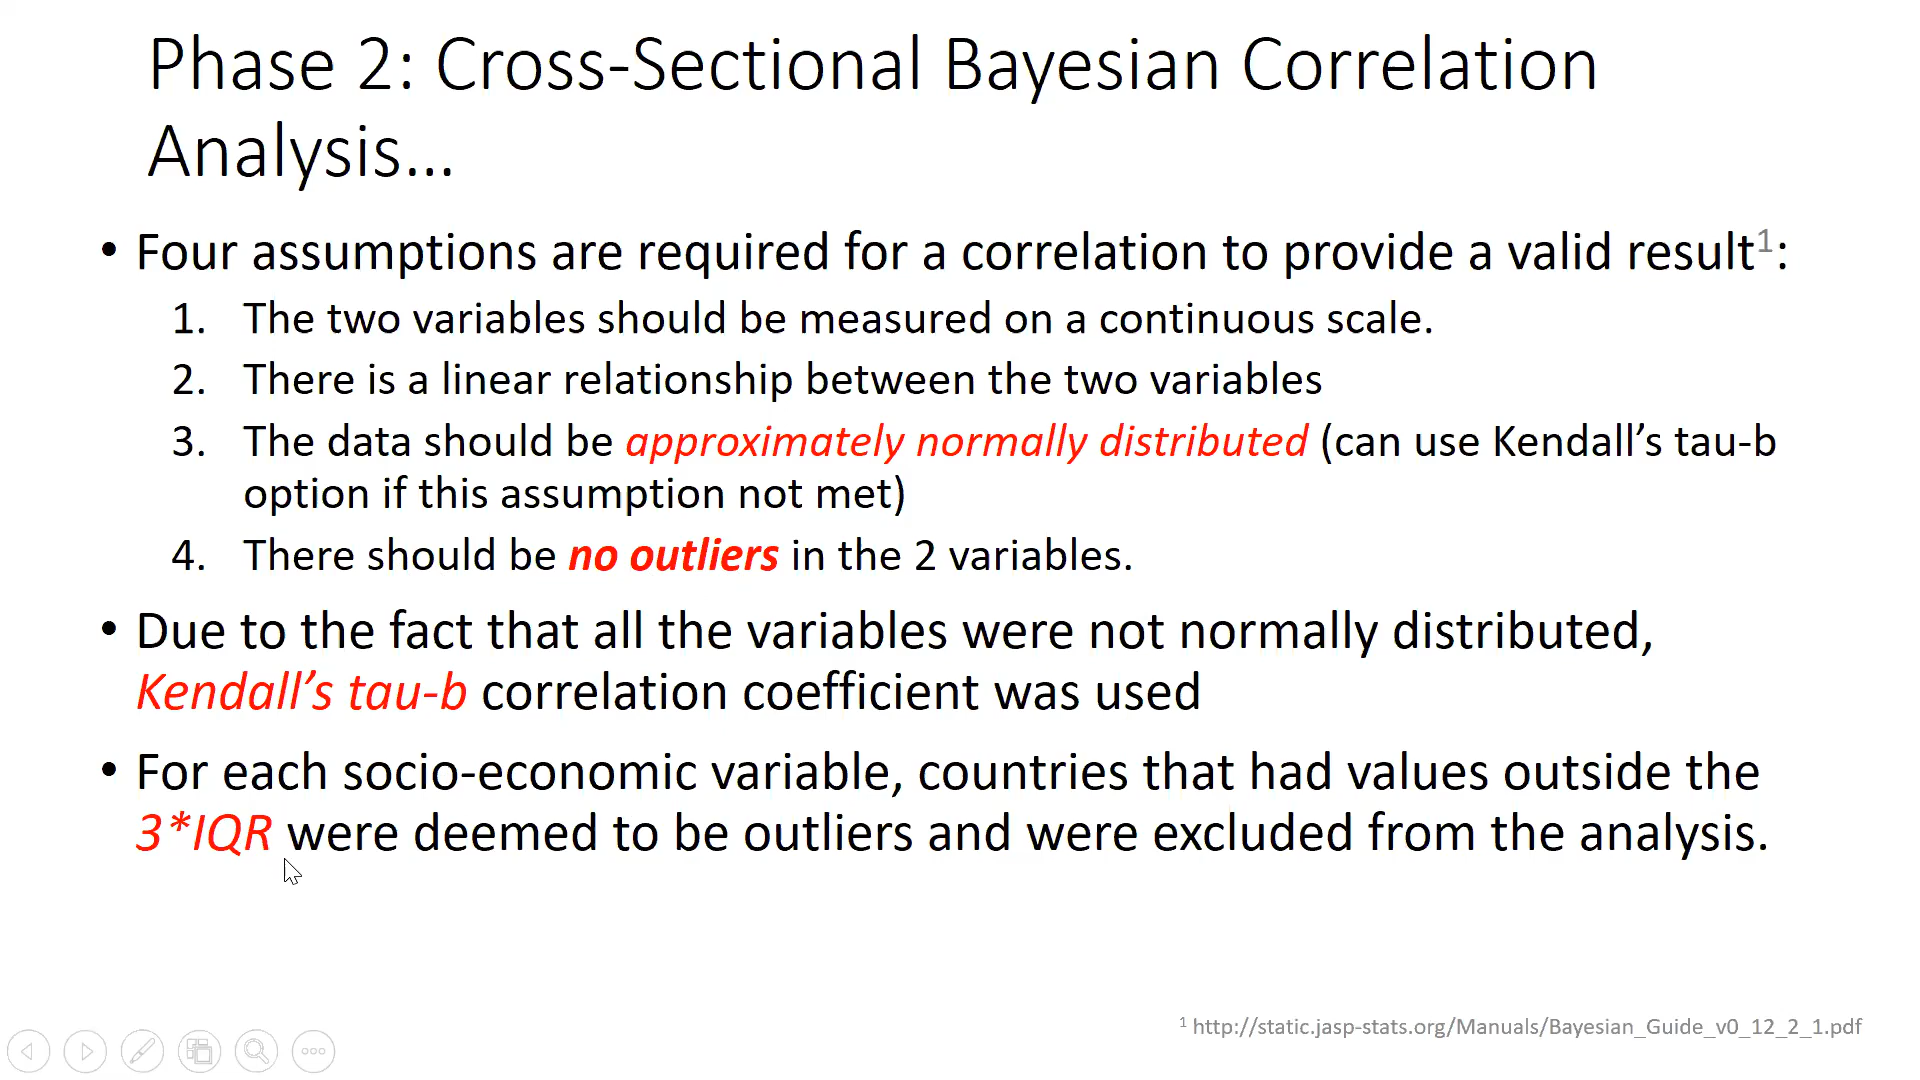 Phase 2: Cross-Sectional Bayesian Correlation
Analysis...
• Four assumptions are required for a correlation to provide a valid result¹:
1. The two variables should be measured on a continuous scale.
2. There is a linear relationship between the two variables
3. The data should be approximately normally distributed (can use Kendall’s tau-b
option if this assumption not met)
4. There should be no outliers in the 2 variables.
• Due to the fact that all the variables were not normally distributed,
Kendall’s tau-b correlation coefficient was used
• For each socio-economic variable, countries that had values outside the
3*IQR were deemed to be outliers and were excluded from the analysis.
¹ http://static.jasp-stats.org/Manuals/Bayesian_Guide_v0_12_2_1.pdf